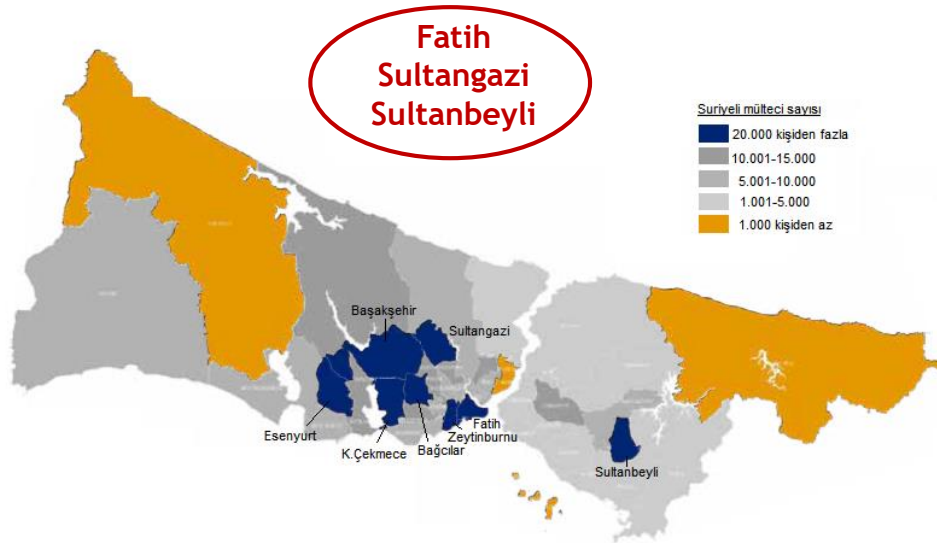 Fatih
Sultangazi
Sultanbeyli
Suriyeli mülteci sayısı
20.000 kişiden fazla
10.001-15.000
5.001-10.000
1.001-5.000
1.000 kişiden az
Başakşehir
Sultangazi
Esenyurt
K.Çekmece
Bağcılar
Fatih
Zeytinburnu
Sultanbeyli